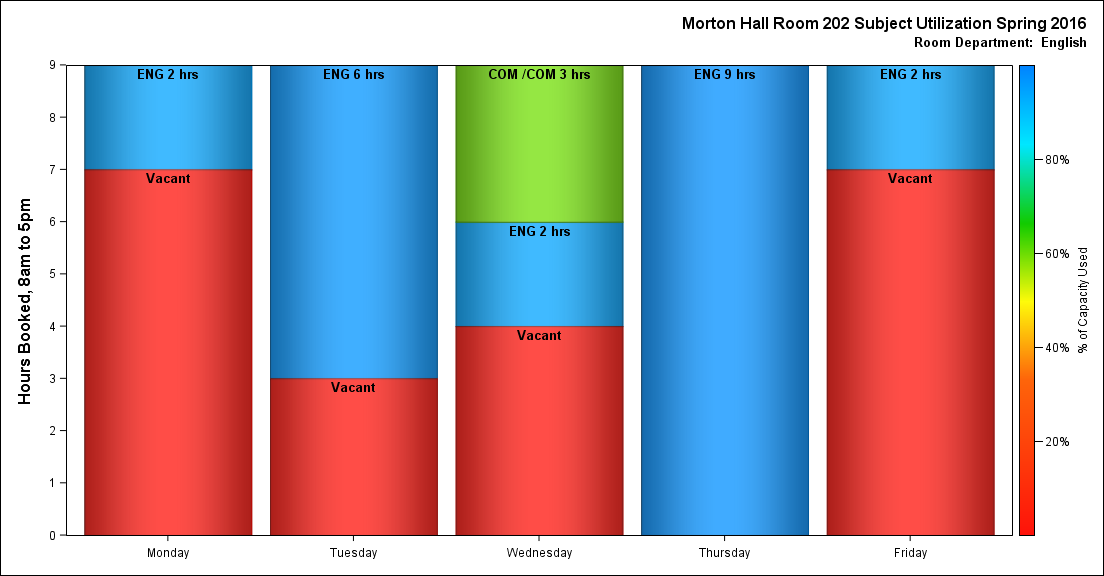 Morton Hall Room 202 Subject Utilization Spring 2016
Room Department: English
Hours Booked, 8am to 5pm
9
8
7
6
5
4
3
2
1
0
ENG 2 hrs
Vacant
ENG 6 hrs
Vacant
COM /COM 3 hrs
ENG 2 hrs
Vacant
ENG 9 hrs
ENG 2 hrs
Vacant
Monday
Tuesday
Wednesday
Thursday
Friday
80%
60%
40%
20%
% of Capacity Used